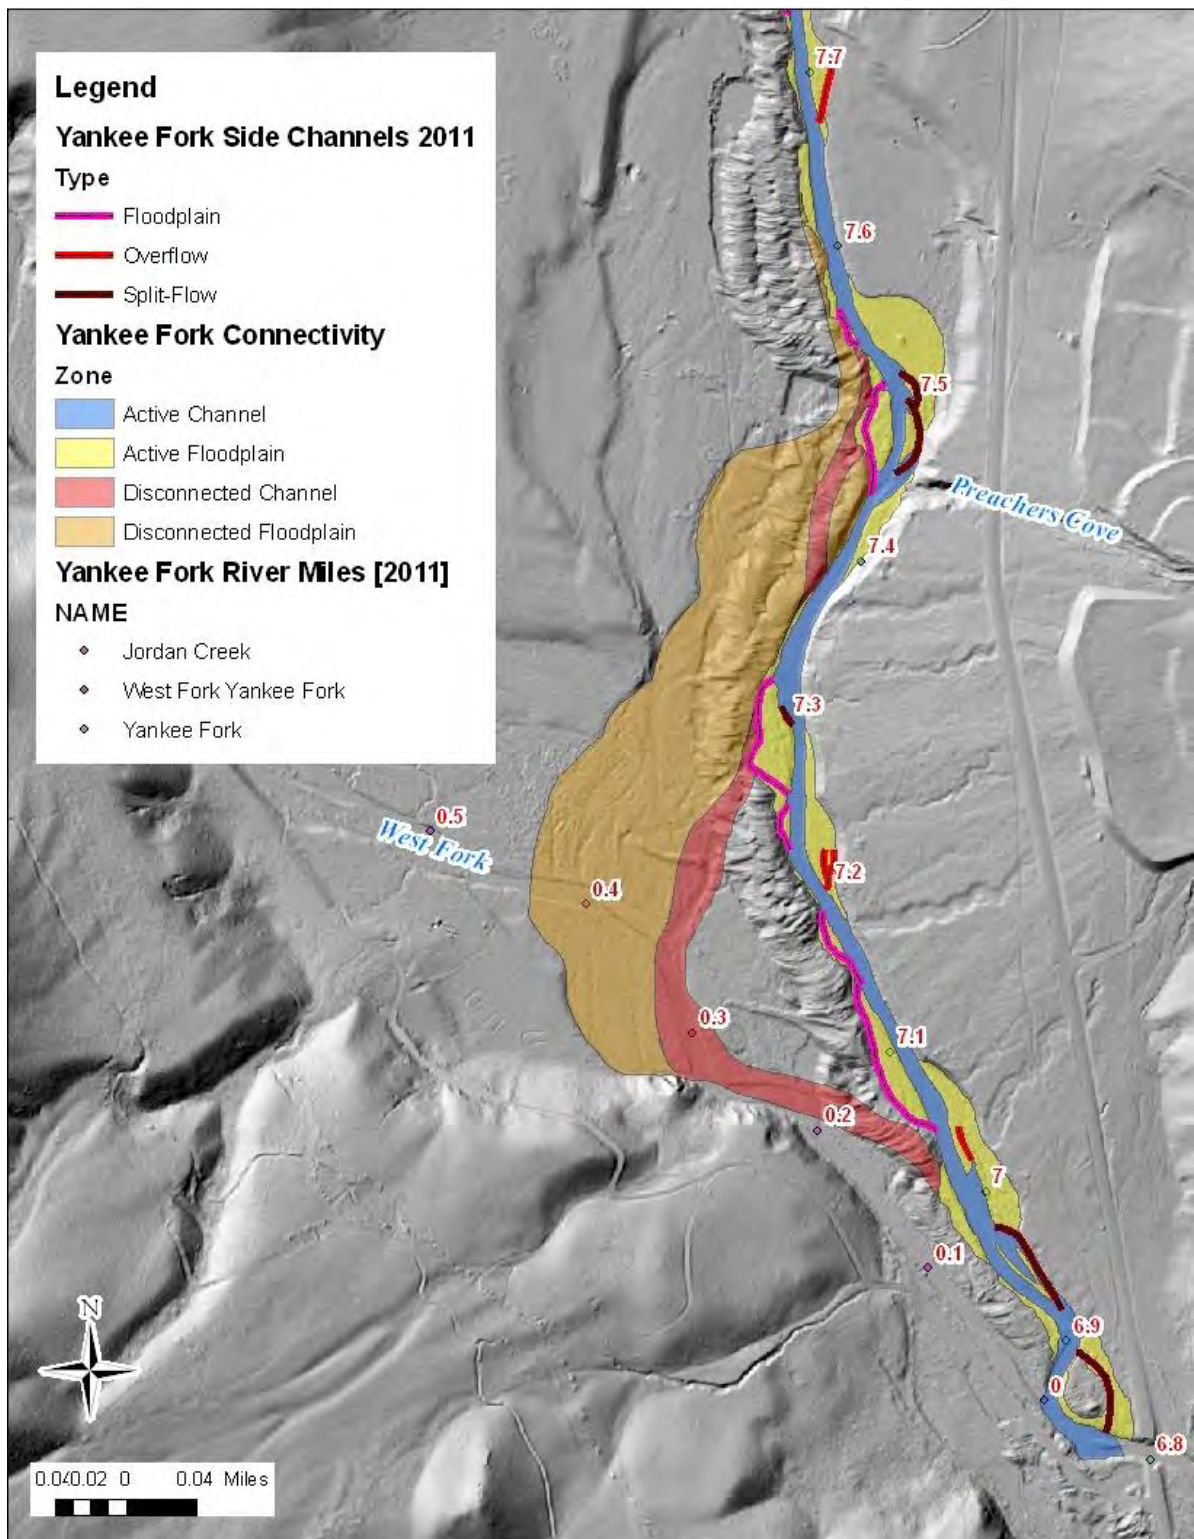 Legend
Yankee Fork Side Channels 2011
Type
Floodplain
Overflow
Split-Flow
Yankee Fork Connectivity
Zone
Active Channel
Active Floodplain
Disconnected Channel
Disconnected Floodplain
Yankee Fork River Miles [2011]
NAME
Jordan Creek
West Fork Yankee Fork
Yankee Fork
7.7
7.6
7.5
Preachers Cove
7.4
7.3
0.5
West Fork
7.2
0.4
0.3
7.1
0.2
7
0.1
N
6.9
0
6.8
0.040.02 0 0.04 Miles